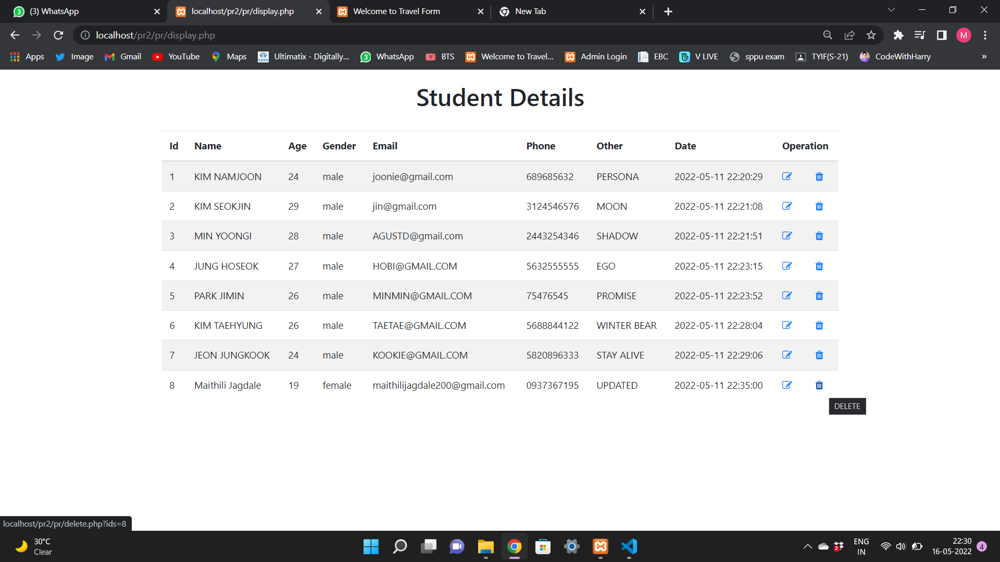 (3) WhatsApp
localhost/pr2/pr/display.php
Welcome to Travel Form
New Tab
localhost/pr2/pr/display.php
M
Apps
Image
Gmail
YouTube
Maps
Ultimatix - Digitally...
WhatsApp
BTS
Welcome to Travel...
Admin Login
EBC
V LIVE
sppu exam
TYIF(S-21)
CodeWithHarry
»
Student Details
Id Name Age Gender Email Phone Other Date Operation
1 KIM NAMJOON 24 male joonie@gmail.com 689685632 PERSONA 2022-05-11 22:20:29
2 KIM SEOKJIN 29 male jin@gmail.com 3124546576 MOON 2022-05-11 22:21:08
3 MIN YOONGI 28 male AGUSTD@gmail.com 2443254346 SHADOW 2022-05-11 22:21:51
4 JUNG HOSEOK 27 male HOBI@GMAIL.COM 5632555555 EGO 2022-05-11 22:23:15
5 PARK JIMIN 26 male MINMIN@GMAIL.COM 75476545 PROMISE 2022-05-11 22:23:52
6 KIM TAEHYUNG 26 male TAETAE@GMAIL.COM 5688844122 WINTER BEAR 2022-05-11 22:28:04
7 JEON JUNGKOOK 24 male KOOKIE@GMAIL.COM 5820896333 STAY ALIVE 2022-05-11 22:29:06
8 Maithili Jagdale 19 female maithilijagdale200@gmail.com 0937367195 UPDATED 2022-05-11 22:35:00
DELETE
localhost/pr2/pr/delete.php?ids=8
30°C
Clear
2
ENG
IN
22:30
16-05-2022
4